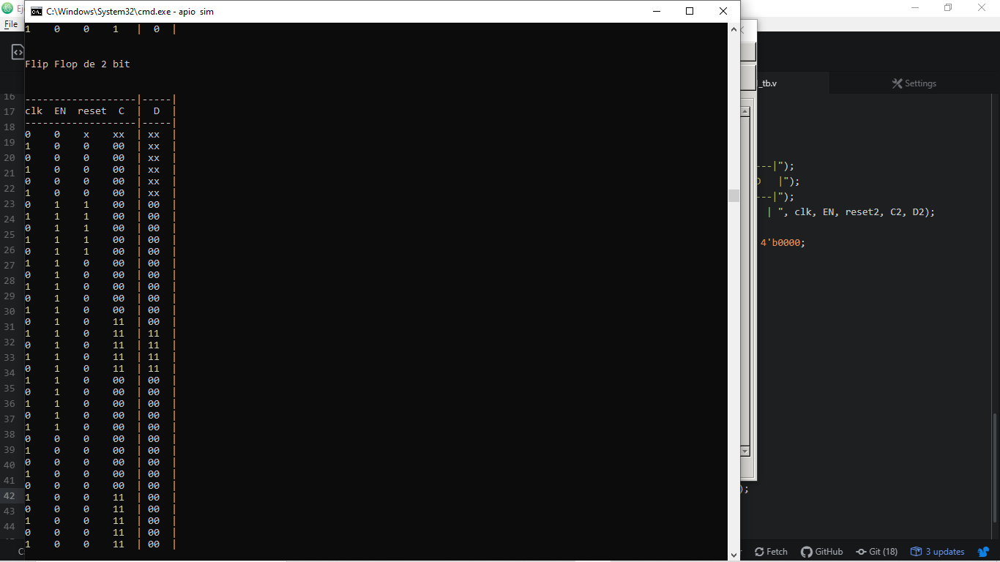 Eje
C:\Windows\System32\cmd.exe - apio sim
File
1 0 0 1 | 0 |
Flip Flop de 2 bit
-------------------|-----|
clk EN reset C | D |
-------------------|-----|
0 0 x xx | xx |
1 0 0 00 | xx |
0 0 0 00 | xx |
1 0 0 00 | xx |
0 0 0 00 | xx |
1 0 0 00 | xx |
0 1 1 00 | 00 |
1 1 1 00 | 00 |
0 1 1 00 | 00 |
1 1 1 00 | 00 |
0 1 1 00 | 00 |
1 1 0 00 | 00 |
0 1 0 00 | 00 |
1 1 0 00 | 00 |
0 1 0 00 | 00 |
1 1 0 00 | 00 |
0 1 0 11 | 00 |
1 1 0 11 | 11 |
0 1 0 11 | 11 |
1 1 0 11 | 11 |
0 1 0 11 | 11 |
1 1 0 00 | 00 |
0 1 0 00 | 00 |
1 1 0 00 | 00 |
0 1 0 00 | 00 |
1 1 0 00 | 00 |
0 0 0 00 | 00 |
1 0 0 00 | 00 |
0 0 0 00 | 00 |
1 0 0 00 | 00 |
0 0 0 00 | 00 |
1 0 0 11 | 00 |
0 0 0 11 | 00 |
1 0 0 11 | 00 |
0 0 0 11 | 00 |
1 0 0 11 | 00 |
_tb.v
Settings
16
17
18
19
20
21
22
23
24
25
26
27
28
29
30
31
32
33
34
35
36
37
38
39
40
41
42
43
44
---|");
D |");
---|");
| ", clk, EN, reset2, C2, D2);
4'b0000;
);
Fetch
GitHub
Git (18)
3 updates